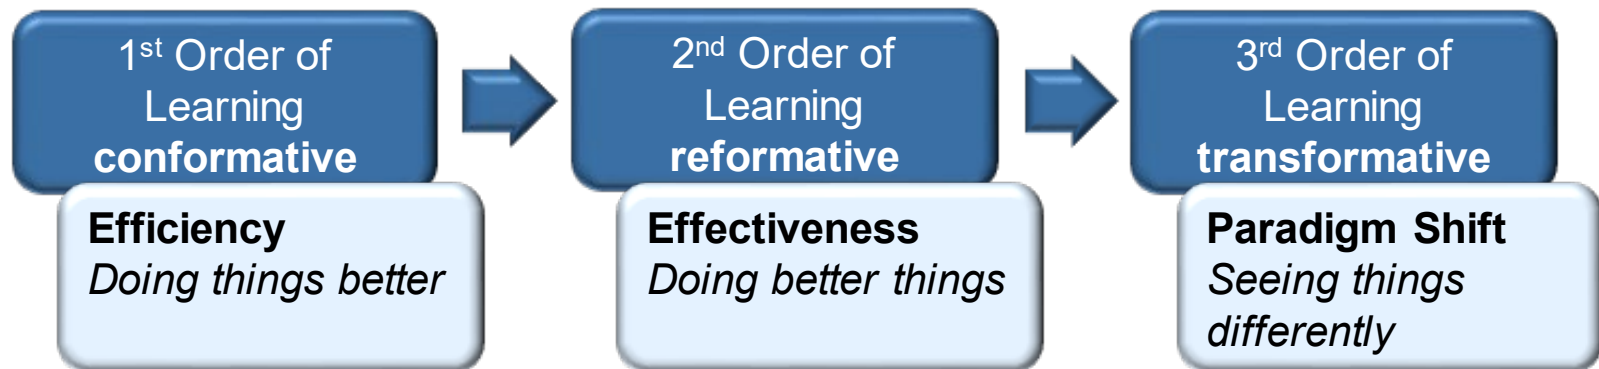 1st Order of
Learning
conformative
Efficiency
Doing things better
2nd Order of
Learning
reformative
Effectiveness
Doing better things
3rd Order of
Learning
transformative
Paradigm Shift
Seeing things
differently